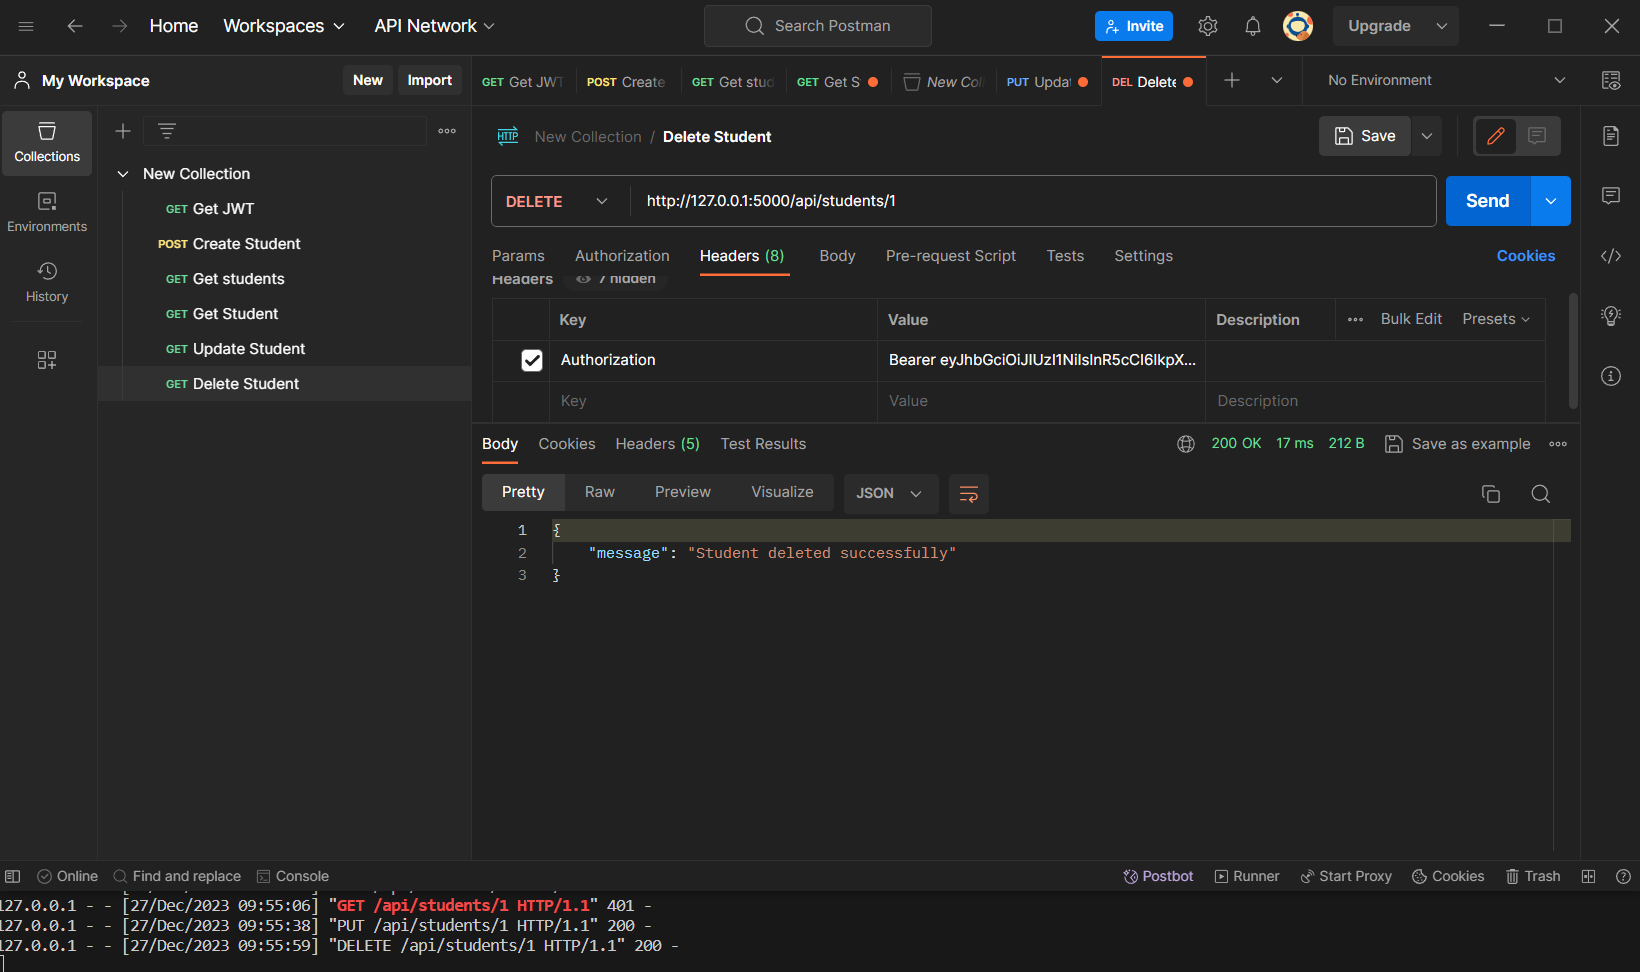 Home Workspaces API Network Search Postman Invite Upgrade
My Workspace New Import GET Get JWT POST Create GET Get stud GET Get S New Col PUT Updat DEL Delete No Environment
Collections
Environments
History
New Collection
GET Get JWT
POST Create Student
GET Get students
GET Get Student
GET Update Student
GET Delete Student
HTTP New Collection / Delete Student Save
DELETE http://127.0.0.1:5000/api/students/1 Send
Params Authorization Headers (8) Body Pre-request Script Tests Settings Cookies
Headers 7 hidden
Key Value Description Bulk Edit Presets
Authorization
Key Value Description
Body Cookies Headers (5) Test Results 200 OK 17 ms 212 B Save as example
Pretty Raw Preview Visualize JSON
1 {
2 "message": "Student deleted successfully"
3 }
Online Find and replace Console Postbot Runner Start Proxy Cookies Trash
127.0.0.1 - - [27/Dec/2023 09:55:06] "GET /api/students/1 HTTP/1.1" 401 -
127.0.0.1 - - [27/Dec/2023 09:55:38] "PUT /api/students/1 HTTP/1.1" 200 -
127.0.0.1 - - [27/Dec/2023 09:55:59] "DELETE /api/students/1 HTTP/1.1" 200 -